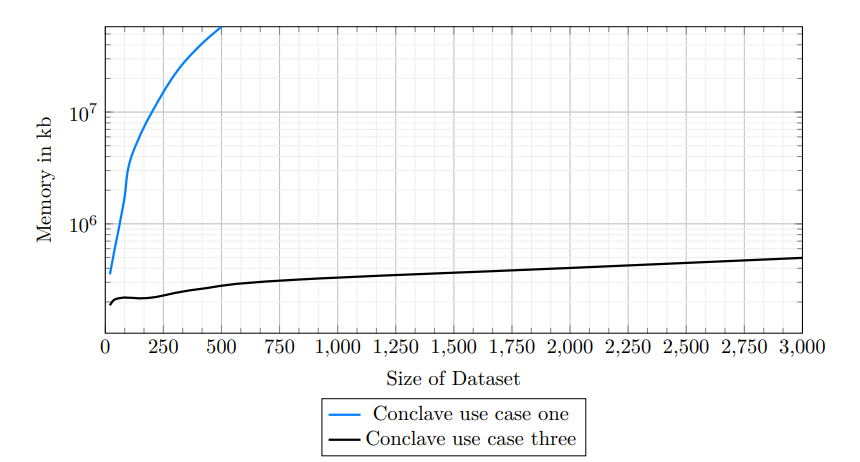 Memory in kb
10^7
10^6
0 250 500 750 1,000 1,250 1,500 1,750 2,000 2,250 2,500 2,750 3,000
Size of Dataset
Conclave use case one
Conclave use case three